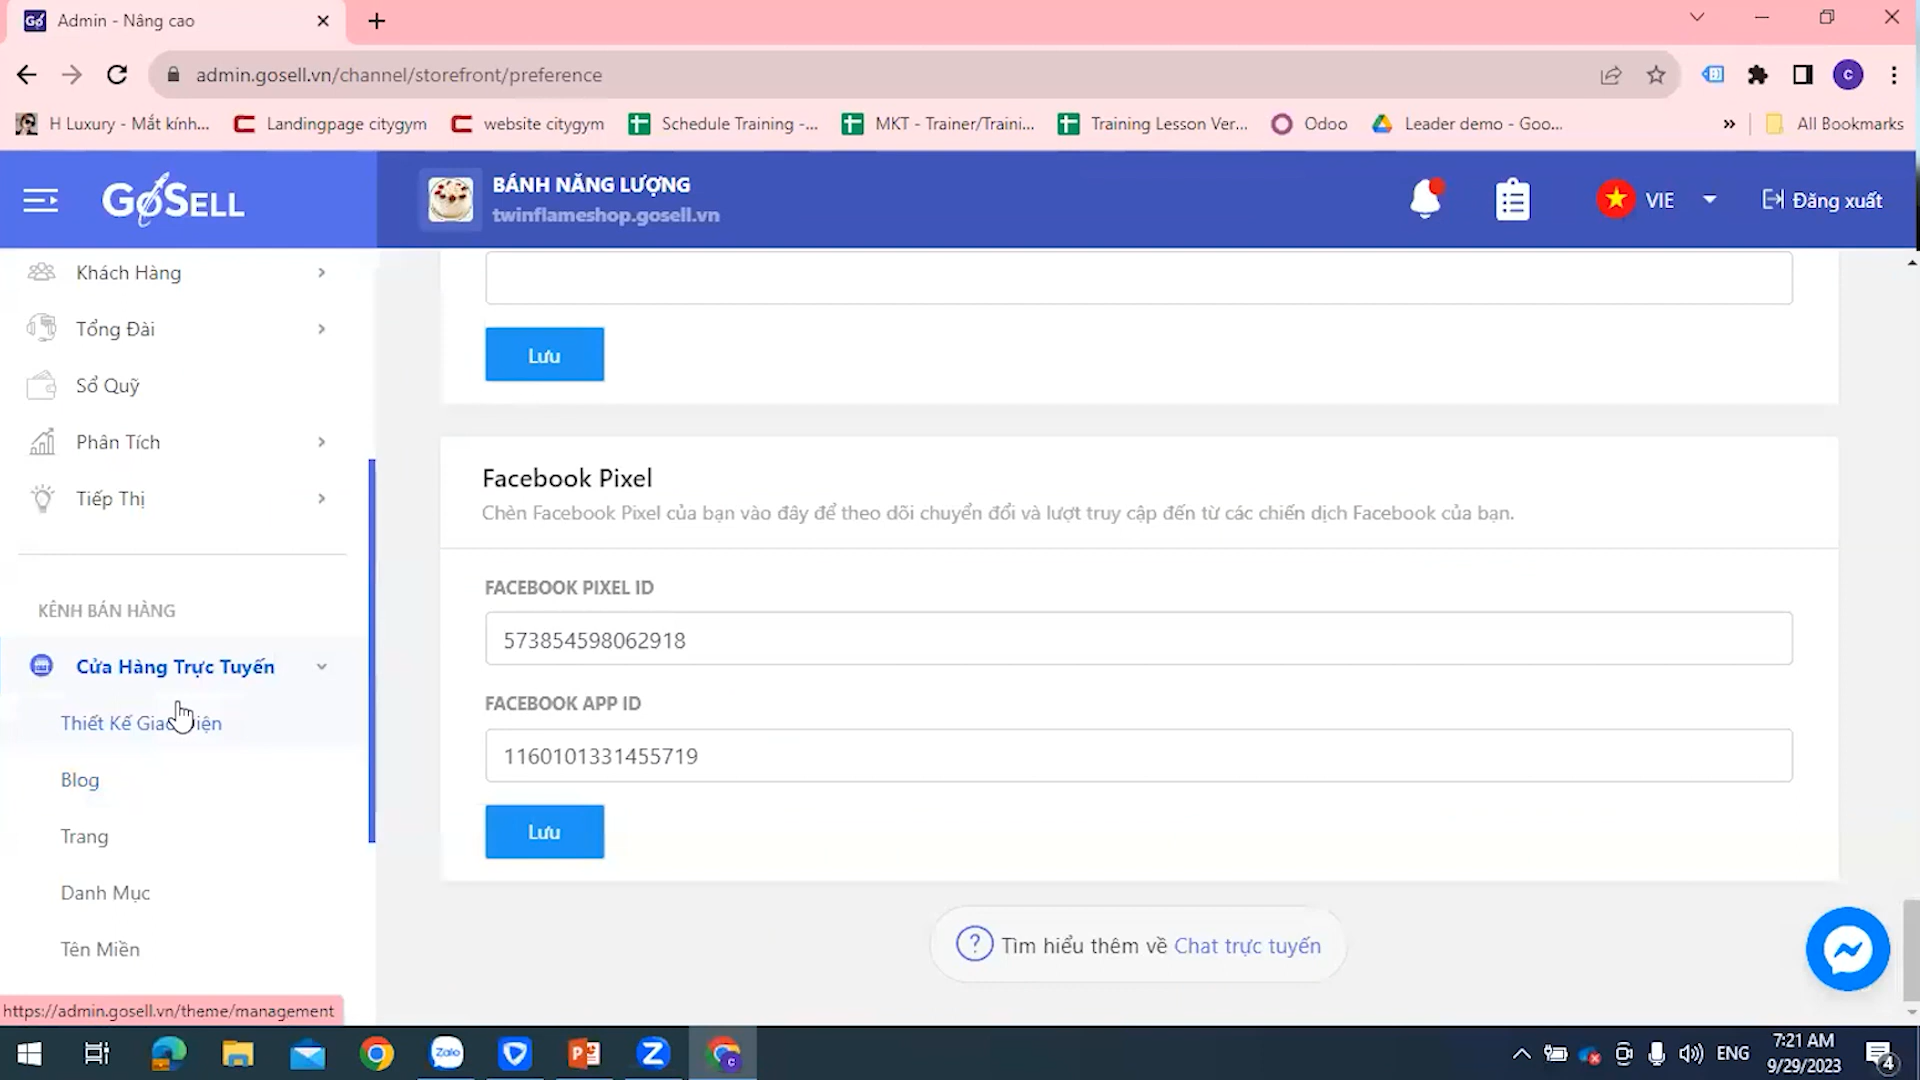 Admin - Nâng cao
admin.gosell.vn/channel/storefront/preference
H Luxury - Mắt kính...
Landingpage citygym
website citygym
Schedule Training -...
MKT - Trainer/Traini...
Training Lesson Ver...
Odoo
Leader demo - Goo...
»
All Bookmarks
GOSELL
BÁNH NĂNG LƯỢNG
twinflameshop.gosell.vn
VIE
Đăng xuất
Khách Hàng
Tổng Đài
Sổ Quỹ
Phân Tích
Tiếp Thị
KÊNH BÁN HÀNG
Cửa Hàng Trực Tuyến
Thiết Kế Giao Diện
Blog
Trang
Danh Mục
Tên Miền
https://admin.gosell.vn/theme/management
Lưu
Facebook Pixel
Chèn Facebook Pixel của bạn vào đây để theo dõi chuyển đổi và lượt truy cập đến từ các chiến dịch Facebook của bạn.
FACEBOOK PIXEL ID
573854598062918
FACEBOOK APP ID
1160101331455719
Lưu
? Tìm hiểu thêm về Chat trực tuyến
Zalo
ENG
7:21 AM
9/29/2023
4